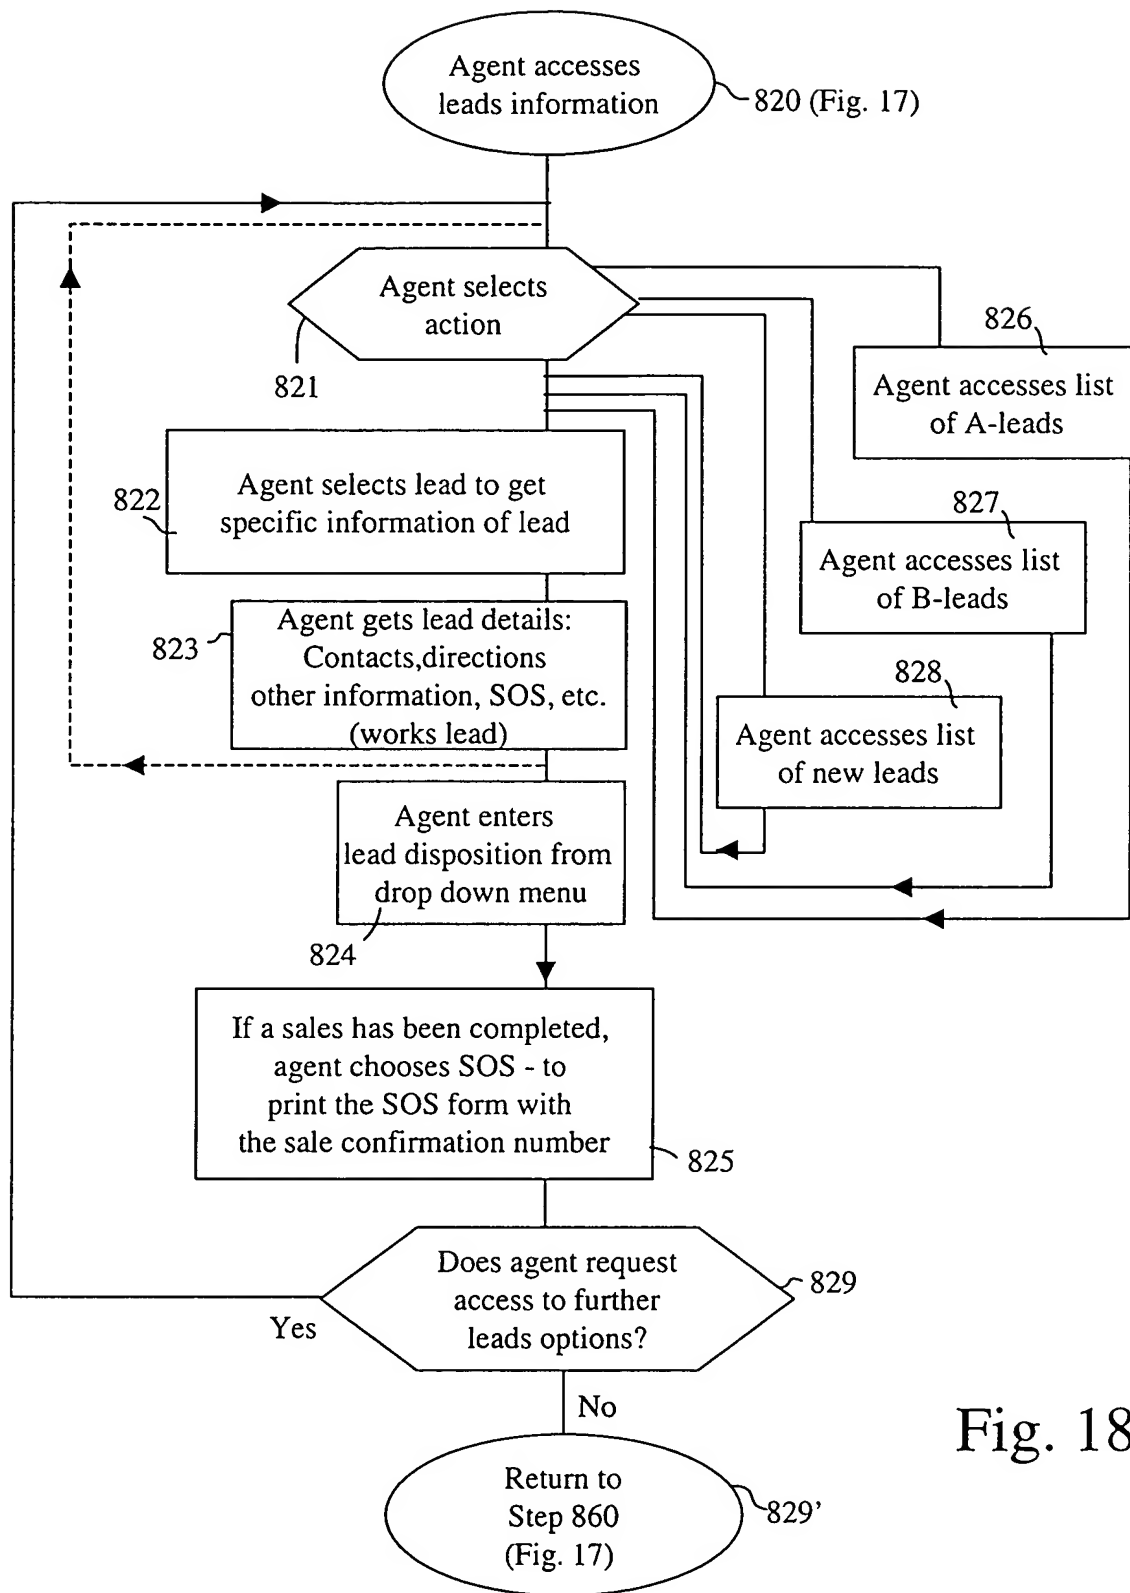 Agent accesses
leads information
820 (Fig. 17)
Agent selects
action
821
826
Agent accesses list
of A-leads
822
Agent selects lead to get
specific information of lead
827
Agent accesses list
of B-leads
823
Agent gets lead details:
Contacts,directions
other information, SOS, etc.
(works lead)
828
Agent accesses list
of new leads
Agent enters
lead disposition from
drop down menu
824
If a sales has been completed,
agent chooses SOS - to
print the SOS form with
the sale confirmation number
825
Does agent request
access to further
leads options?
829
Yes
No
Fig. 18
Return to
Step 860
(Fig. 17)
829’